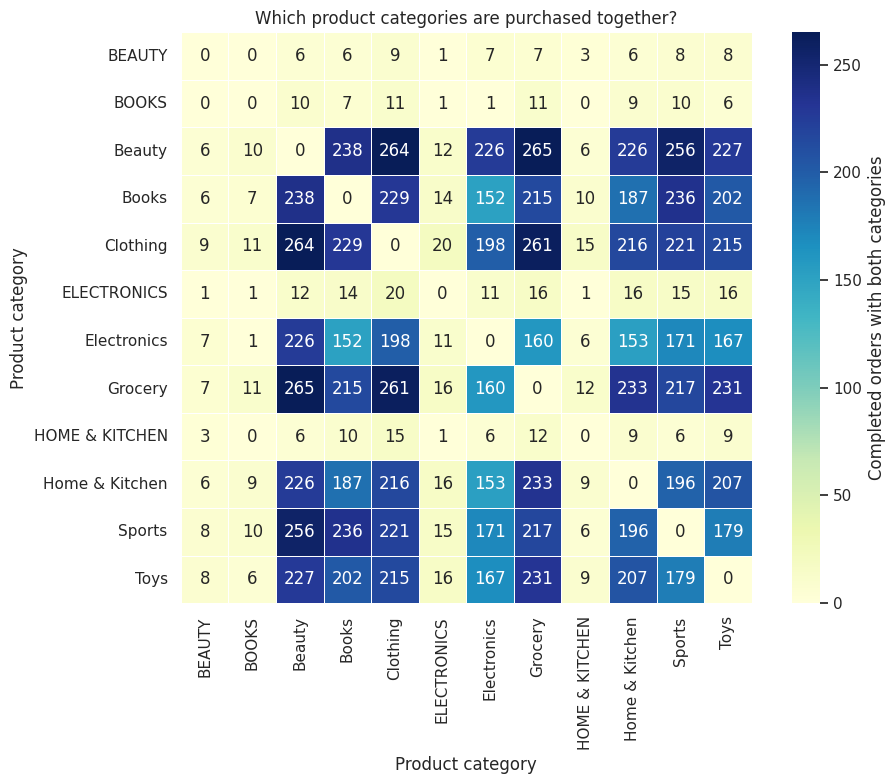 Which product categories are purchased together?
BEAUTY 0 0 6 6 9 1 7 7 3 6 8 8
BOOKS 0 0 10 7 11 1 1 11 0 9 10 6
Beauty 6 10 0 238 264 12 226 265 6 226 256 227
Books 6 7 238 0 229 14 152 215 10 187 236 202
Clothing 9 11 264 229 0 20 198 261 15 216 221 215
ELECTRONICS 1 1 12 14 20 0 11 16 1 16 15 16
Electronics 7 1 226 152 198 11 0 160 6 153 171 167
Grocery 7 11 265 215 261 16 160 0 12 233 217 231
HOME & KITCHEN 3 0 6 10 15 1 6 12 0 9 6 9
Home & Kitchen 6 9 226 187 216 16 153 233 9 0 196 207
Sports 8 10 256 236 221 15 171 217 6 196 0 179
Toys 8 6 227 202 215 16 167 231 9 207 179 0
BEAUTY
BOOKS
Beauty
Books
Clothing
ELECTRONICS
Electronics
Grocery
HOME & KITCHEN
Home & Kitchen
Sports
Toys
Product category
Product category
250
200
150
100
50
0
Completed orders with both categories